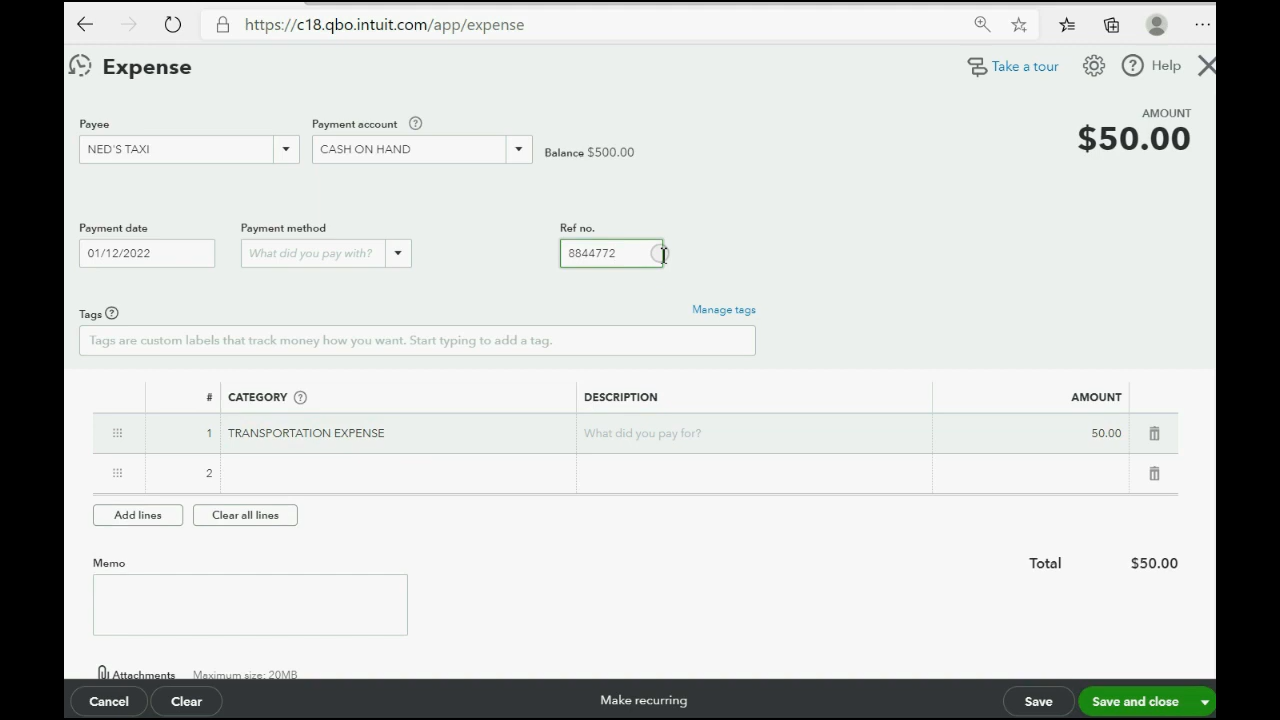 https://c18.qbo.intuit.com/app/expense
Expense
Take a tour
Help
Payee
Payment account
AMOUNT
$50.00
NED'S TAXI
CASH ON HAND
Balance $500.00
Payment date
Payment method
Ref no.
01/12/2022
What did you pay with?
8844772
Tags
Manage tags
Tags are custom labels that track money how you want. Start typing to add a tag.
# CATEGORY DESCRIPTION AMOUNT
1 TRANSPORTATION EXPENSE What did you pay for? 50.00
2
Add lines
Clear all lines
Memo
Total $50.00
Attachments Maximum size: 20MB
Cancel
Clear
Make recurring
Save
Save and close